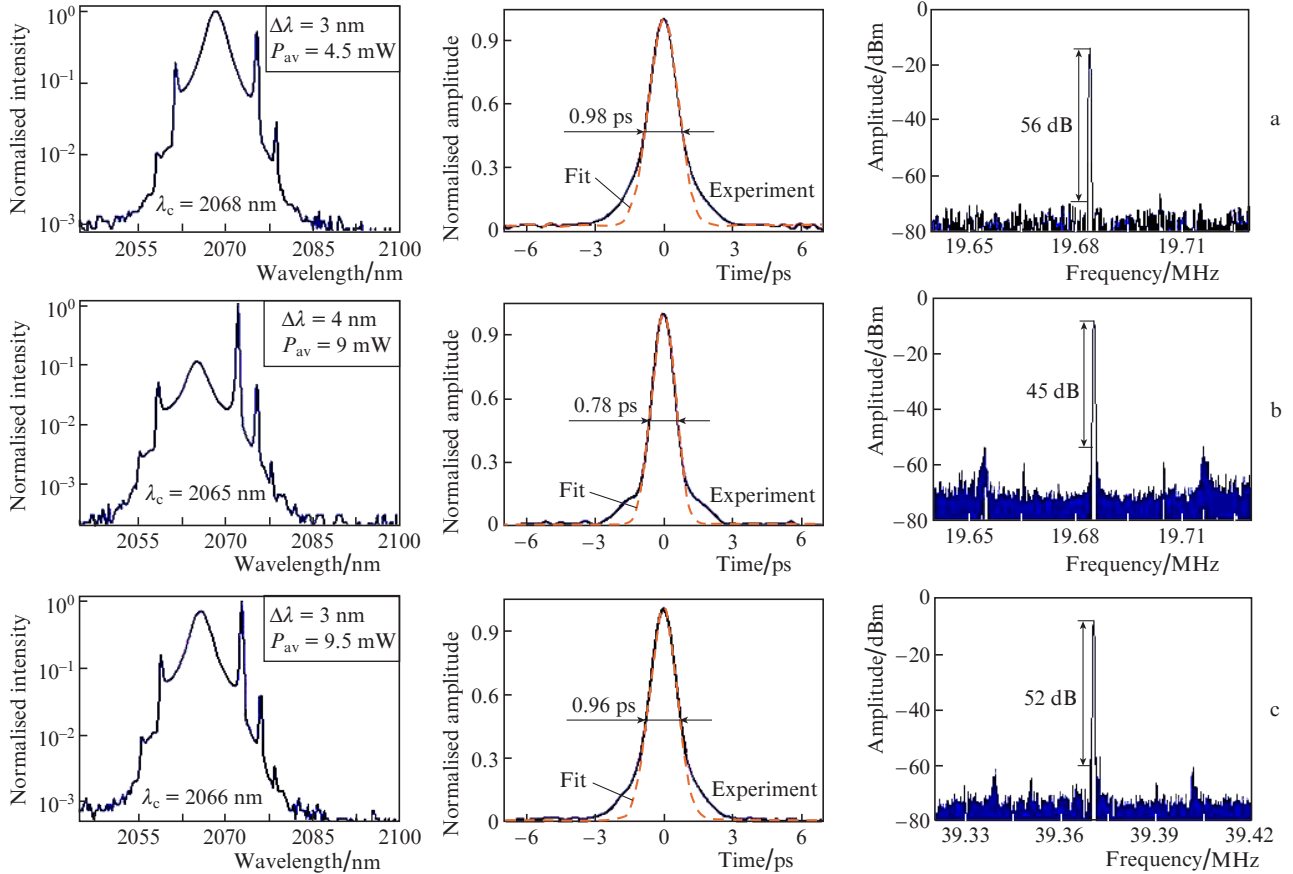 Normalised intensity
10⁰
10⁻¹
10⁻²
10⁻³
Δλ = 3 nm
P_av = 4.5 mW
λ_c = 2068 nm
2055 2070 2085 2100
Wavelength/nm
Normalised amplitude
0.9
0.6
0.3
0
0.98 ps
Fit
Experiment
−6 −3 0 3 6
Time/ps
Amplitude/dBm
0
−20
−40
−60
−80
56 dB
19.65 19.68 19.71
Frequency/MHz
a
Normalised intensity
10⁰
10⁻¹
10⁻²
10⁻³
Δλ = 4 nm
P_av = 9 mW
λ_c = 2065 nm
2055 2070 2085 2100
Wavelength/nm
Normalised amplitude
0.9
0.6
0.3
0
0.78 ps
Fit
Experiment
−6 −3 0 3 6
Time/ps
Amplitude/dBm
0
−20
−40
−60
−80
45 dB
19.65 19.68 19.71
Frequency/MHz
b
Normalised intensity
10⁰
10⁻¹
10⁻²
10⁻³
Δλ = 3 nm
P_av = 9.5 mW
λ_c = 2066 nm
2055 2070 2085 2100
Wavelength/nm
Normalised amplitude
0.9
0.6
0.3
0
0.96 ps
Fit
Experiment
−6 −3 0 3 6
Time/ps
Amplitude/dBm
0
−20
−40
−60
−80
52 dB
39.33 39.36 39.39 39.42
Frequency/MHz
c